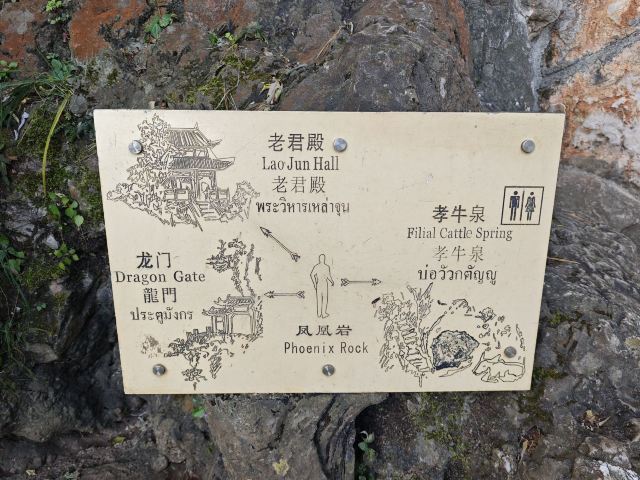 老君殿
Lao Jun Hall
老君殿
พระวิหารเหล่าจุน
孝牛泉
Filial Cattle Spring
孝牛泉
บ่อวัวกตัญญู
龙门
Dragon Gate
龍門
ประตูมังกร
凤凰岩
Phoenix Rock